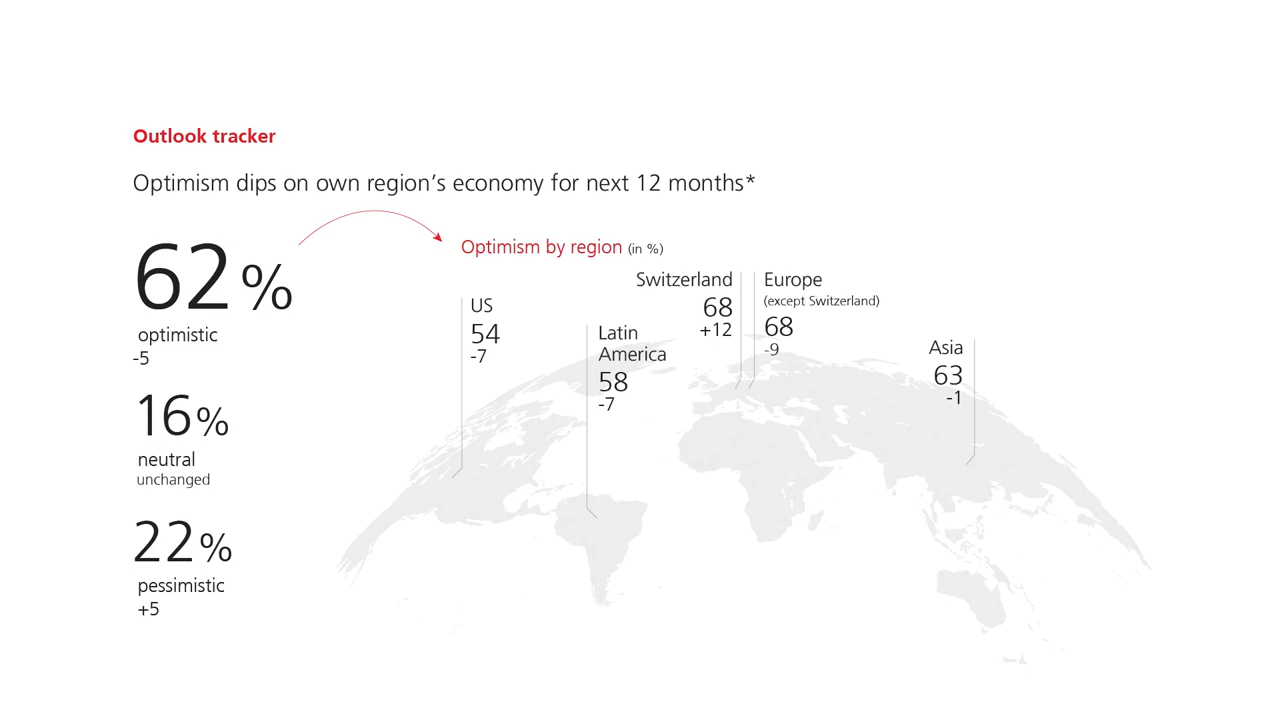 Outlook tracker
Optimism dips on own region's economy for next 12 months*
62%
optimistic
-5
16%
neutral
unchanged
22%
pessimistic
+5
Optimism by region (in %)
US
54
-7
Latin
America
58
-7
Switzerland
68
+12
Europe
(except Switzerland)
68
-9
Asia
63
-1